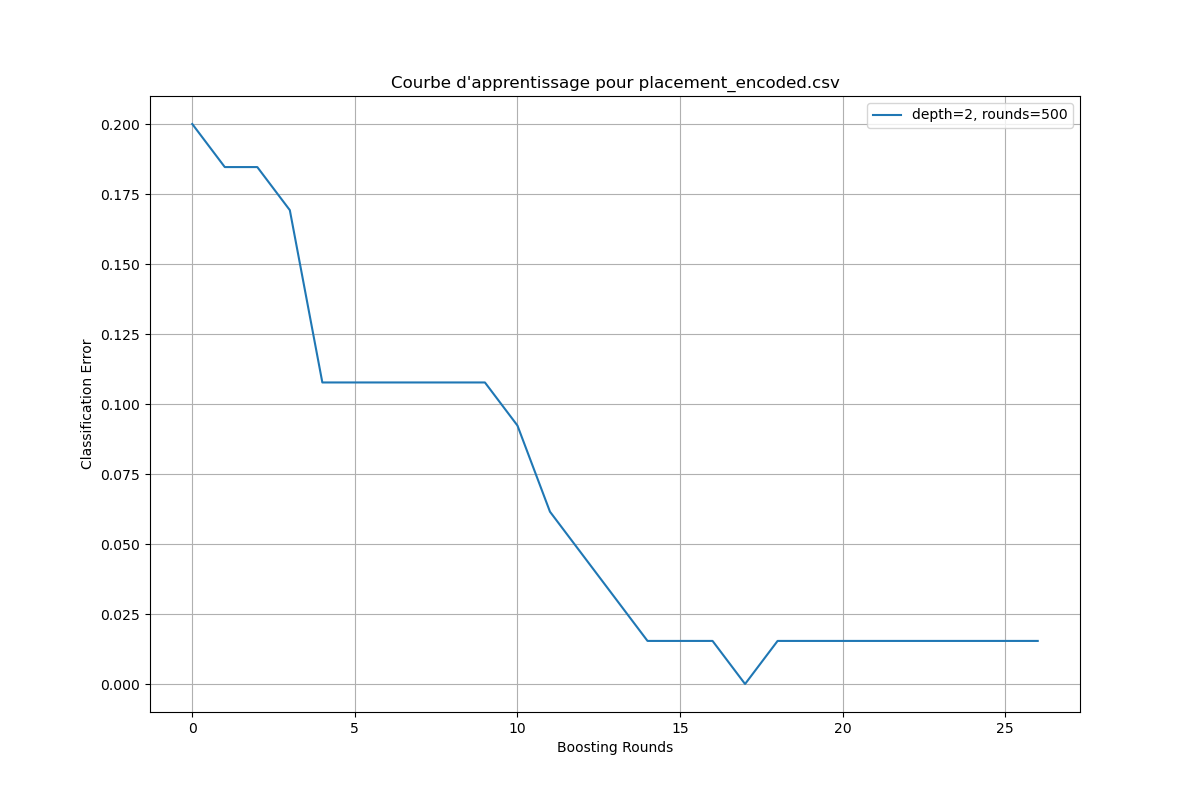 Courbe d'apprentissage pour placement_encoded.csv
depth=2, rounds=500
Classification Error
0.200
0.175
0.150
0.125
0.100
0.075
0.050
0.025
0.000
0 5 10 15 20 25
Boosting Rounds